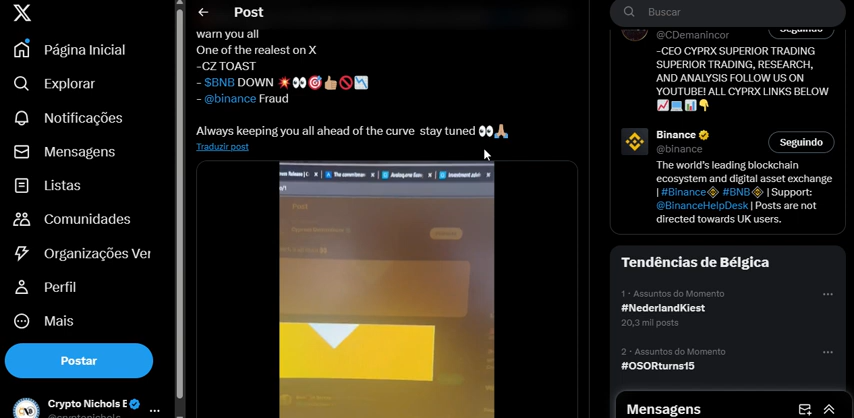 Post
Buscar
Página Inicial
Explorar
Notificações
Mensagens
Listas
Comunidades
Organizações Ver
Perfil
Mais
Postar
Crypto Nichols E
warn you all
One of the realest on X
-CZ TOAST
- $BNB DOWN 💥👀🎯👍🏽🚫📉
- @binance Fraud
Always keeping you all ahead of the curve stay tuned 👀🙏🏽
Traduzir post
@CDemanincor
-CEO CYPRX SUPERIOR TRADING
SUPERIOR TRADING, RESEARCH,
AND ANALYSIS FOLLOW US ON
YOUTUBE! ALL CYPRX LINKS BELOW
📈💻📊👇
Binance
@binance
Seguindo
The world's leading blockchain
ecosystem and digital asset exchange
| #Binance #BNB | Support:
@BinanceHelpDesk | Posts are not
directed towards UK users.
Tendências de Bélgica
1 · Assuntos do Momento
#NederlandKiest
20,3 mil posts
2 · Assuntos do Momento
#OSORturns15
Mensagens